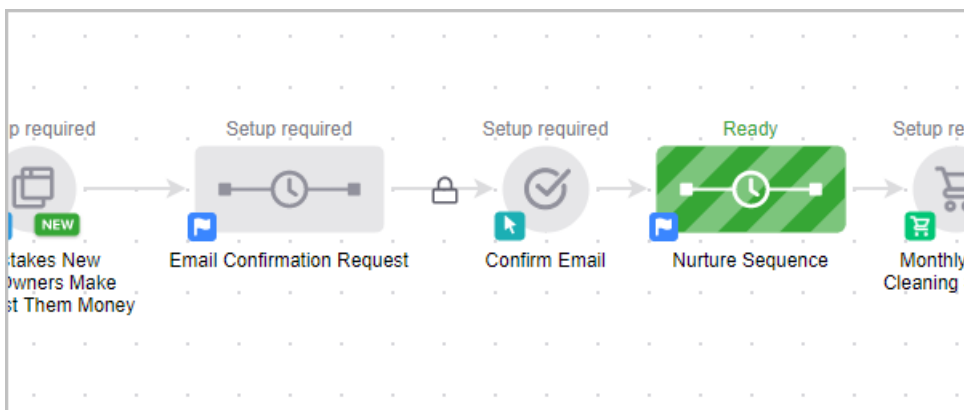 p required
Setup required
Setup required
Ready
Setup re
NEW
takes New
Owners Make
st Them Money
Email Confirmation Request
Confirm Email
Nurture Sequence
Monthly
Cleaning